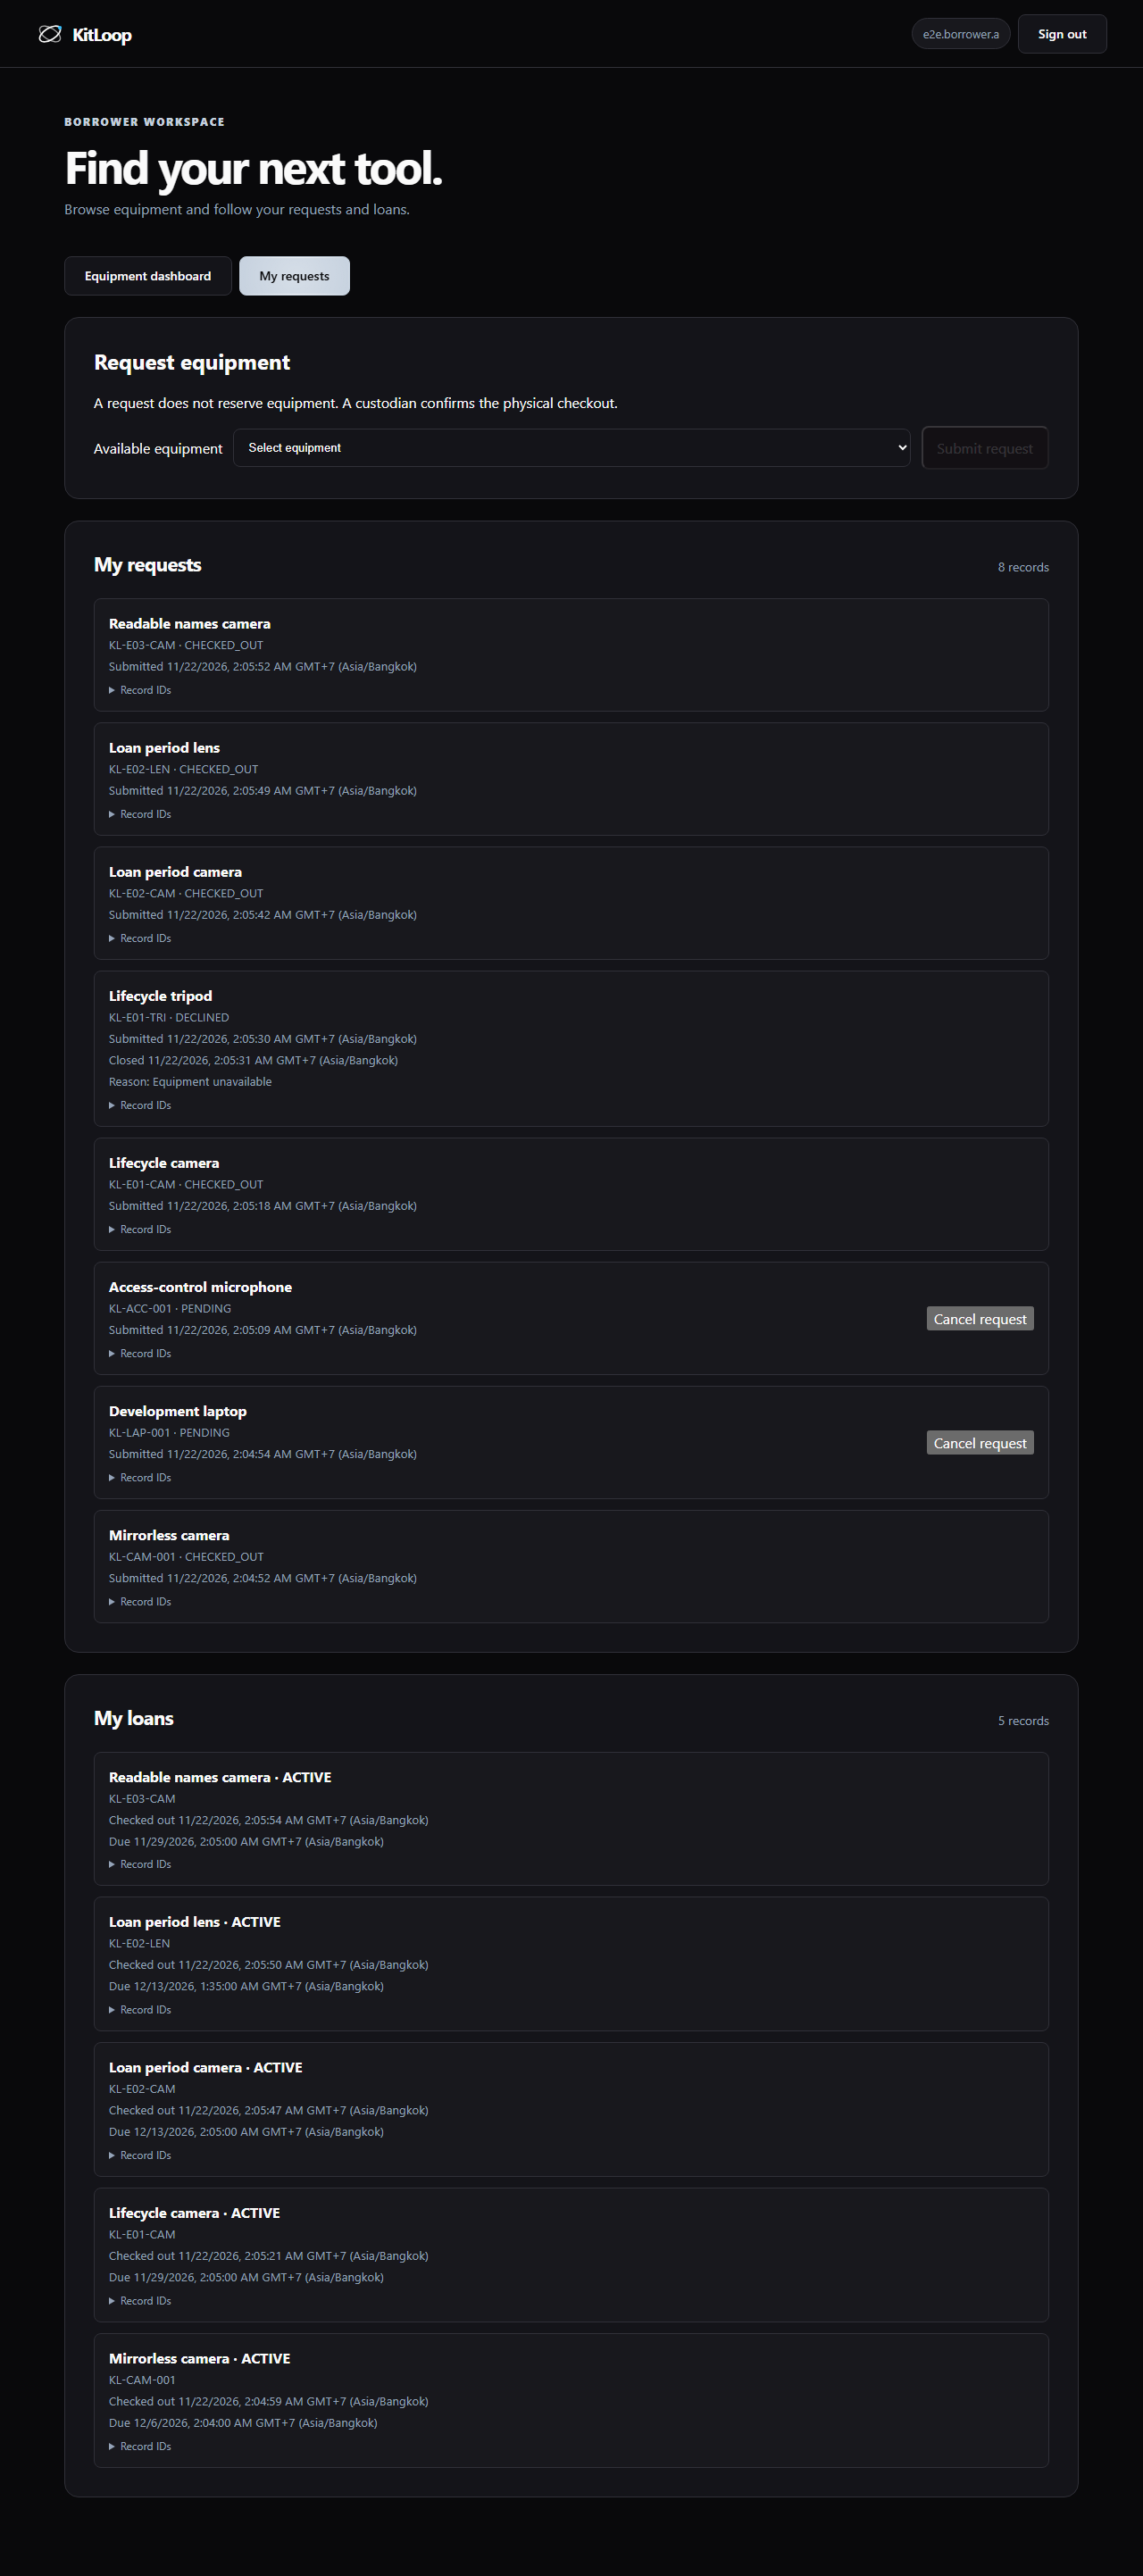 KitLoop
e2e.borrower.a
Sign out
BORROWER WORKSPACE
Find your next tool.
Browse equipment and follow your requests and loans.
Equipment dashboard
My requests
Request equipment
A request does not reserve equipment. A custodian confirms the physical checkout.
Available equipment
Select equipment
Submit request
My requests
8 records
Readable names camera
KL-E03-CAM · CHECKED_OUT
Submitted 11/22/2026, 2:05:52 AM GMT+7 (Asia/Bangkok)
Record IDs
Loan period lens
KL-E02-LEN · CHECKED_OUT
Submitted 11/22/2026, 2:05:49 AM GMT+7 (Asia/Bangkok)
Record IDs
Loan period camera
KL-E02-CAM · CHECKED_OUT
Submitted 11/22/2026, 2:05:42 AM GMT+7 (Asia/Bangkok)
Record IDs
Lifecycle tripod
KL-E01-TRI · DECLINED
Submitted 11/22/2026, 2:05:30 AM GMT+7 (Asia/Bangkok)
Closed 11/22/2026, 2:05:31 AM GMT+7 (Asia/Bangkok)
Reason: Equipment unavailable
Record IDs
Lifecycle camera
KL-E01-CAM · CHECKED_OUT
Submitted 11/22/2026, 2:05:18 AM GMT+7 (Asia/Bangkok)
Record IDs
Access-control microphone
KL-ACC-001 · PENDING
Submitted 11/22/2026, 2:05:09 AM GMT+7 (Asia/Bangkok)
Record IDs
Cancel request
Development laptop
KL-LAP-001 · PENDING
Submitted 11/22/2026, 2:04:54 AM GMT+7 (Asia/Bangkok)
Record IDs
Cancel request
Mirrorless camera
KL-CAM-001 · CHECKED_OUT
Submitted 11/22/2026, 2:04:52 AM GMT+7 (Asia/Bangkok)
Record IDs
My loans
5 records
Readable names camera · ACTIVE
KL-E03-CAM
Checked out 11/22/2026, 2:05:54 AM GMT+7 (Asia/Bangkok)
Due 11/29/2026, 2:05:00 AM GMT+7 (Asia/Bangkok)
Record IDs
Loan period lens · ACTIVE
KL-E02-LEN
Checked out 11/22/2026, 2:05:50 AM GMT+7 (Asia/Bangkok)
Due 12/13/2026, 1:35:00 AM GMT+7 (Asia/Bangkok)
Record IDs
Loan period camera · ACTIVE
KL-E02-CAM
Checked out 11/22/2026, 2:05:47 AM GMT+7 (Asia/Bangkok)
Due 12/13/2026, 2:05:00 AM GMT+7 (Asia/Bangkok)
Record IDs
Lifecycle camera · ACTIVE
KL-E01-CAM
Checked out 11/22/2026, 2:05:21 AM GMT+7 (Asia/Bangkok)
Due 11/29/2026, 2:05:00 AM GMT+7 (Asia/Bangkok)
Record IDs
Mirrorless camera · ACTIVE
KL-CAM-001
Checked out 11/22/2026, 2:04:59 AM GMT+7 (Asia/Bangkok)
Due 12/6/2026, 2:04:00 AM GMT+7 (Asia/Bangkok)
Record IDs